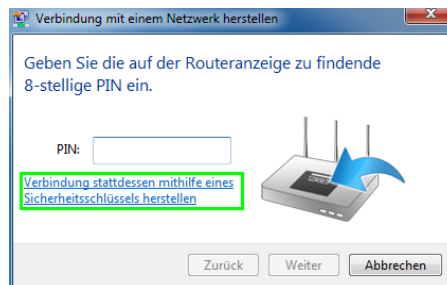 Verbindung mit einem Netzwerk herstellen
Geben Sie die auf der Routeranzeige zu findende
8-stellige PIN ein.
PIN:
Verbindung stattdessen mithilfe eines
Sicherheitsschlüssels herstellen
Zurück
Weiter
Abbrechen